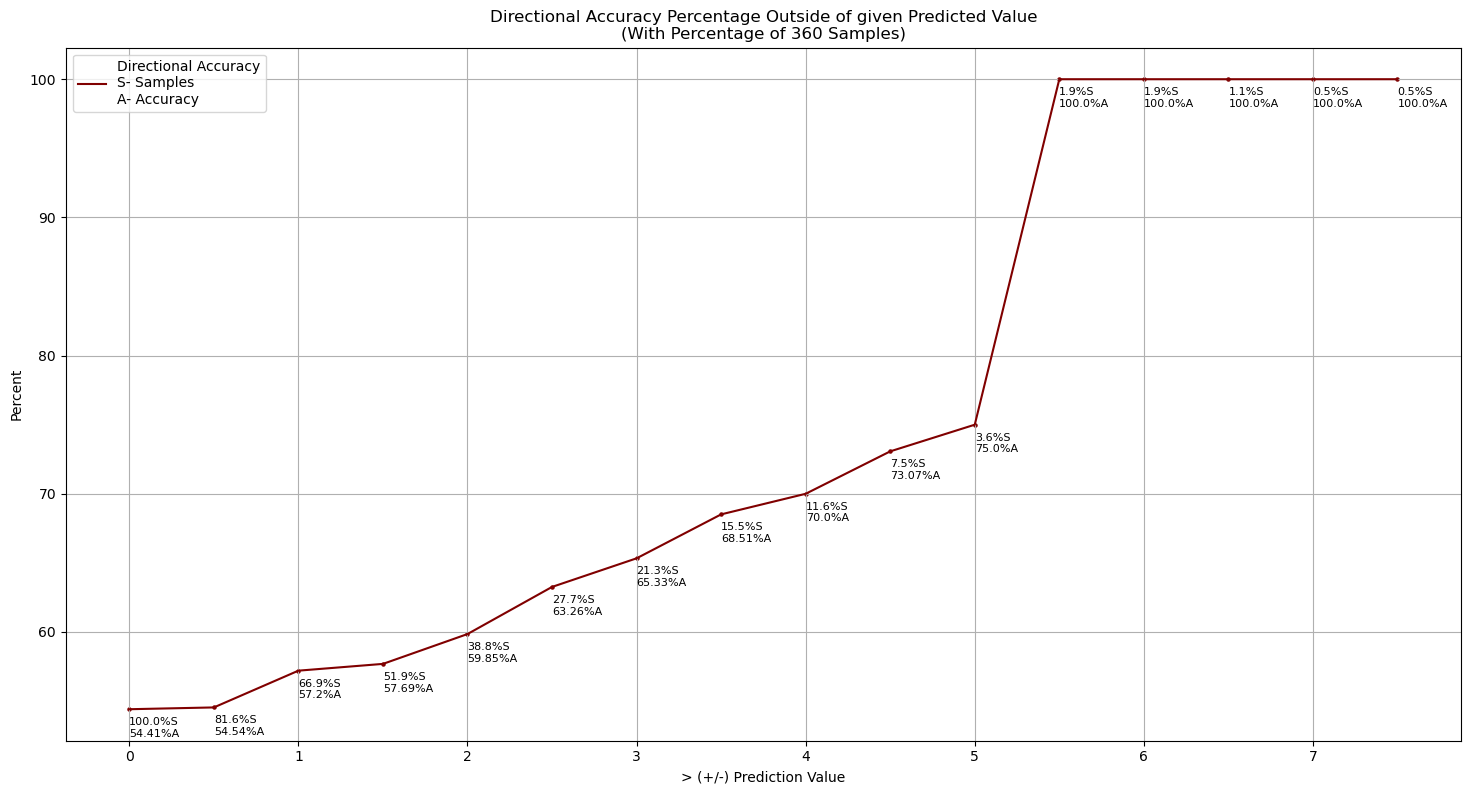 Directional Accuracy Percentage Outside of given Predicted Value
(With Percentage of 360 Samples)
Directional Accuracy
S- Samples
A- Accuracy
Percent
100
90
80
70
60
100.0%S
54.41%A
81.6%S
54.54%A
66.9%S
57.2%A
51.9%S
57.69%A
38.8%S
59.85%A
27.7%S
63.26%A
21.3%S
65.33%A
15.5%S
68.51%A
11.6%S
70.0%A
7.5%S
73.07%A
3.6%S
75.0%A
1.9%S
100.0%A
1.9%S
100.0%A
1.1%S
100.0%A
0.5%S
100.0%A
0.5%S
100.0%A
0 1 2 3 4 5 6 7
> (+/-) Prediction Value